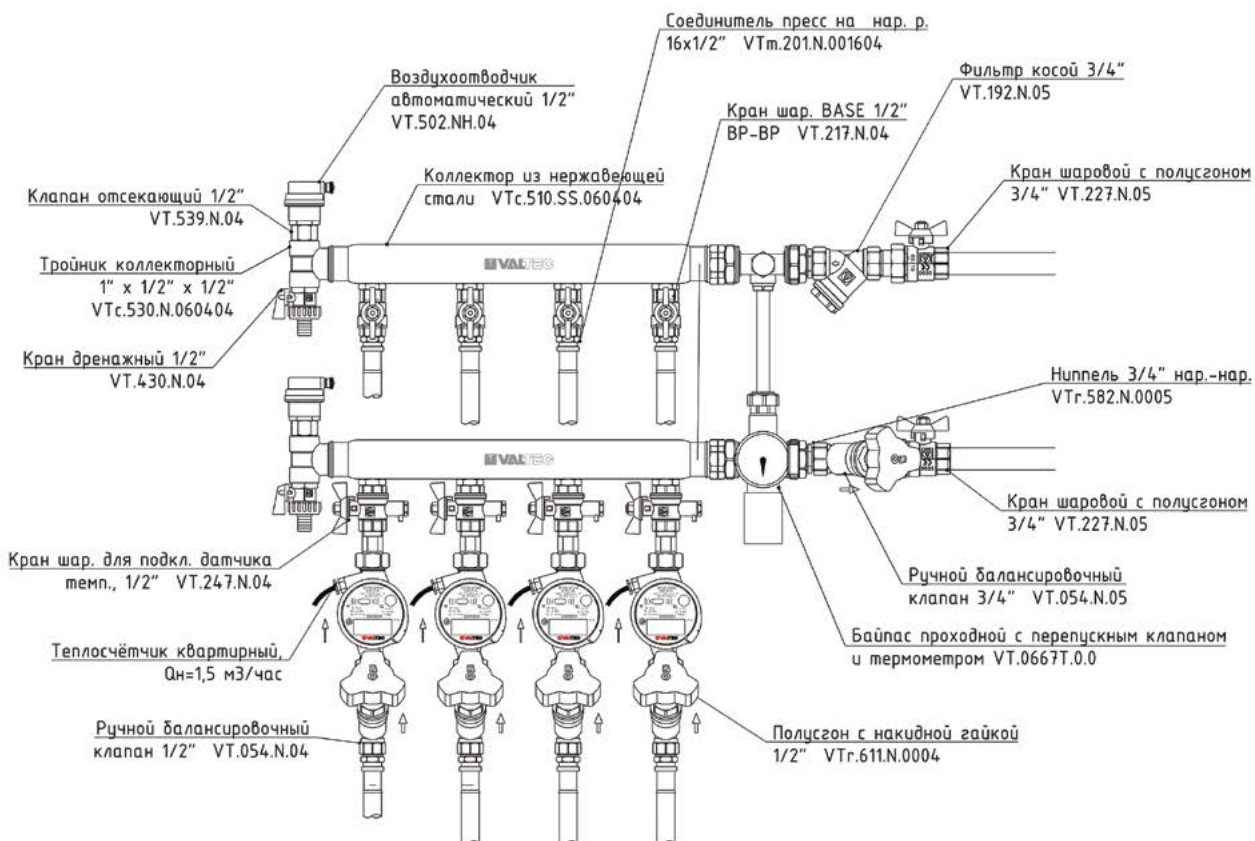 Соединитель пресс на нар. р.
16х1/2" VTm.201.N.001604
Воздухоотводчик
автоматический 1/2"
VT.502.NH.04
Фильтр косой 3/4"
VT.192.N.05
Кран шар. BASE 1/2"
ВР-ВР VT.217.N.04
Клапан отсекающий 1/2"
VT.539.N.04
Коллектор из нержавеющей
стали VTc.510.SS.060404
Кран шаровой с полусгоном
3/4" VT.227.N.05
Тройник коллекторный
1" х 1/2" х 1/2"
VTc.530.N.060404
VALTEC
Кран дренажный 1/2"
VT.430.N.04
Ниппель 3/4" нар.-нар.
VTr.582.N.0005
VALTEC
Кран шаровой с полусгоном
3/4" VT.227.N.05
Кран шар. для подкл. датчика
темп., 1/2" VT.247.N.04
Ручной балансировочный
клапан 3/4" VT.054.N.05
Теплосчётчик квартирный,
Qн=1,5 м3/час
Байпас проходной с перепускным клапаном
и термометром VT.0667T.0.0
Ручной балансировочный
клапан 1/2" VT.054.N.04
Полусгон с накидной гайкой
1/2" VTr.611.N.0004